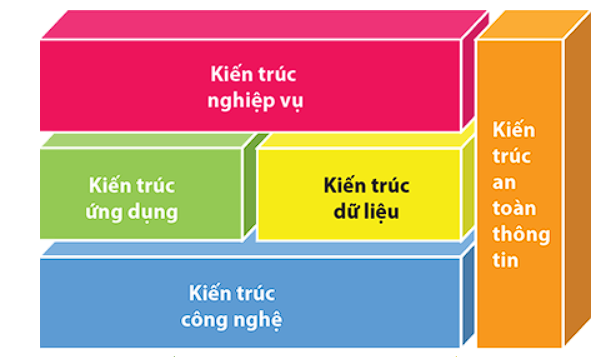 Kiến trúc
nghiệp vụ
Kiến trúc
ứng dụng
Kiến trúc
dữ liệu
Kiến trúc
công nghệ
Kiến
trúc
an
toàn
thông
tin